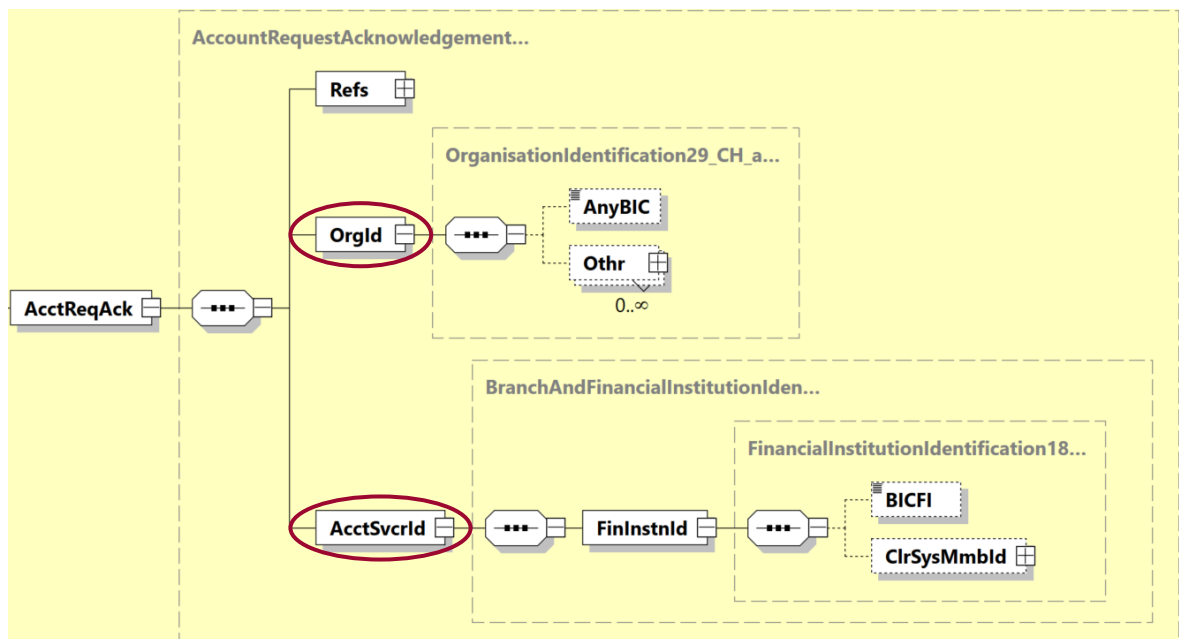 AccountRequestAcknowledgement...
Refs
OrganisationIdentification29_CH_a...
AnyBIC
OrgId
Othr
0..∞
AcctReqAck
BranchAndFinancialInstitutionIden...
FinancialInstitutionIdentification18...
BICFI
AcctSvcrId
FinInstnId
ClrSysMmbId